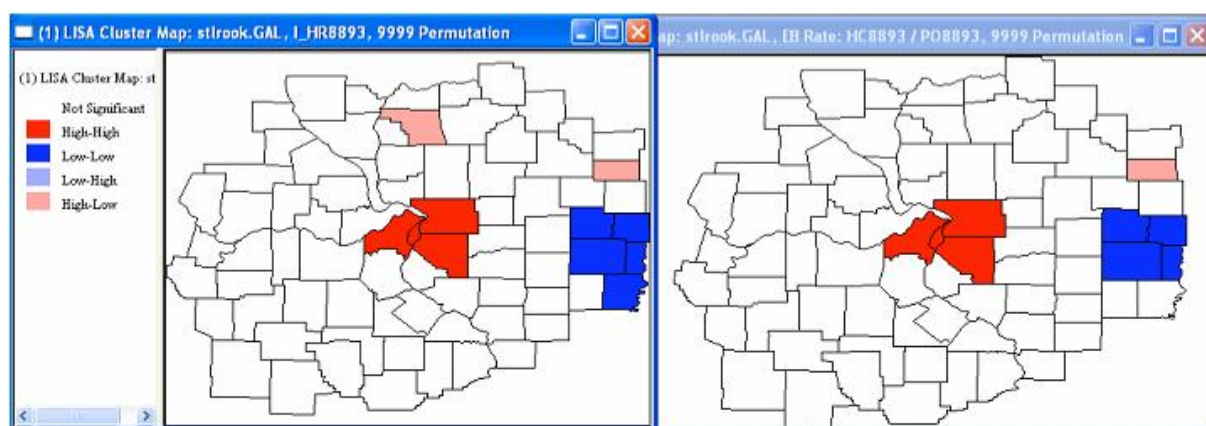 (1) LISA Cluster Map: stlrook.GAL, I_HR8893, 9999 Permutation
ap: stlrook.GAL, EB Rate: HC8893 / PO8893, 9999 Permutation
(1) LISA Cluster Map: st
Not Significant
High-High
Low-Low
Low-High
High-Low